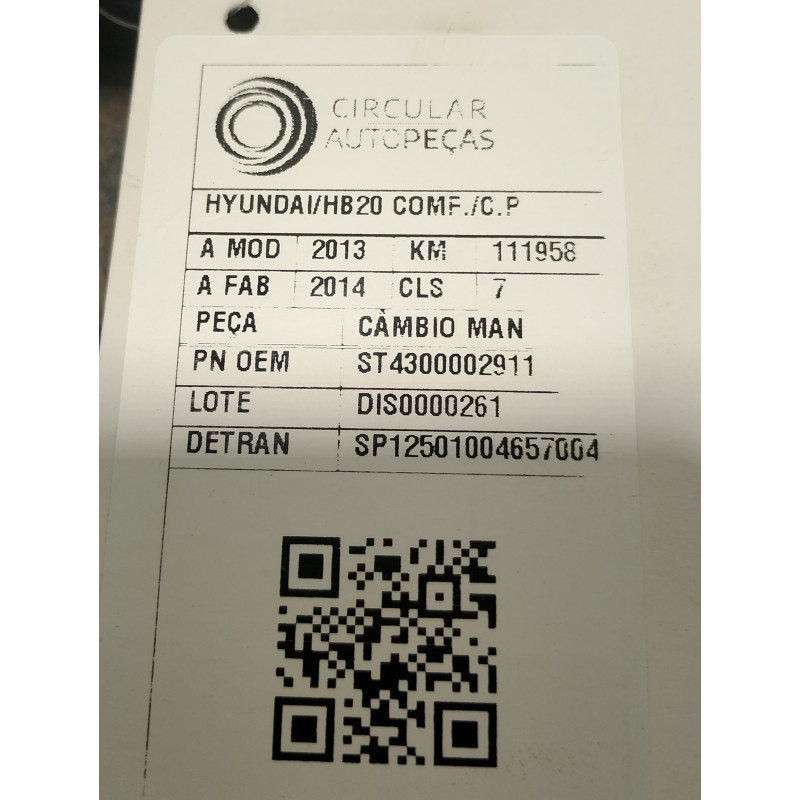 CIRCULAR
AUTOPEÇAS
HYUNDAI/HB20 COMF./C.P
A MOD 2013 KM 111958
A FAB 2014 CLS 7
PEÇA CÂMBIO MAN
PN OEM ST4300002911
LOTE DIS0000261
DETRAN SP12501004657004